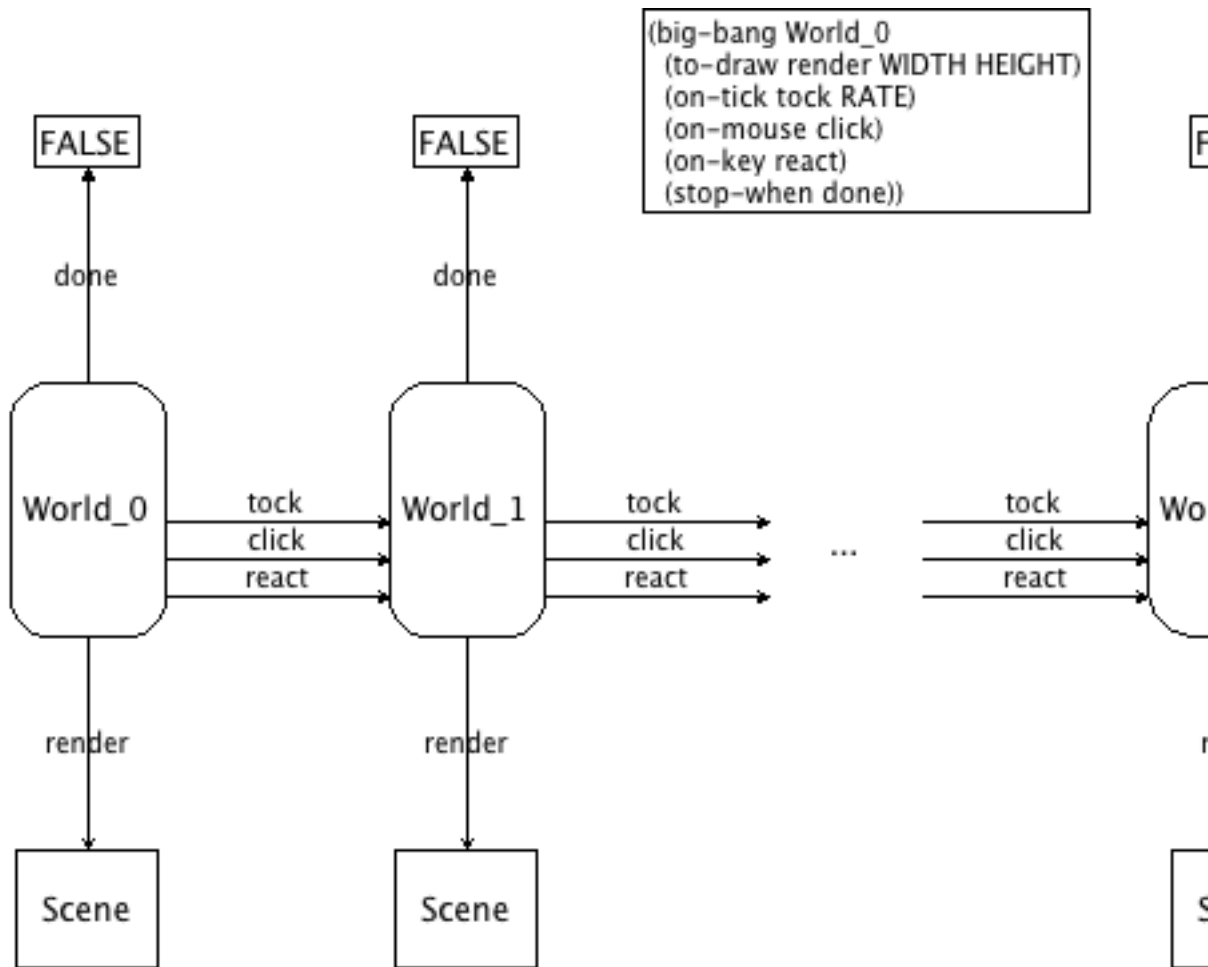 (big-bang World_0
(to-draw render WIDTH HEIGHT)
(on-tick tock RATE)
(on-mouse click)
(on-key react)
(stop-when done))
FALSE
FALSE
done
done
World_0
tock
click
react
World_1
tock
click
react
...
tock
click
react
render
render
Scene
Scene